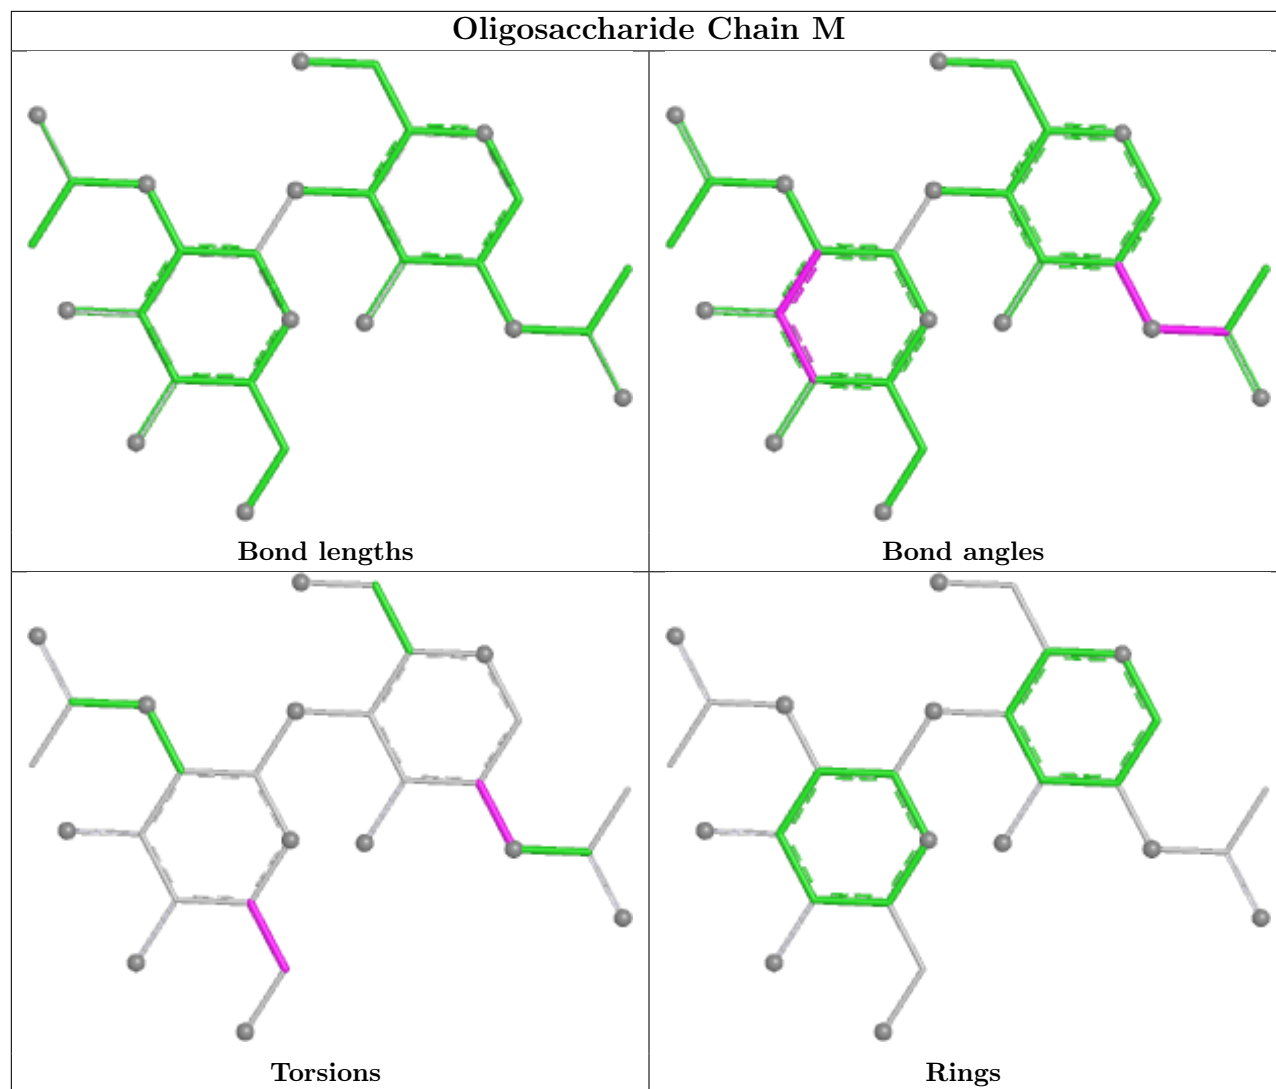 Oligosaccharide Chain M
Bond lengths
Bond angles
Torsions
Rings